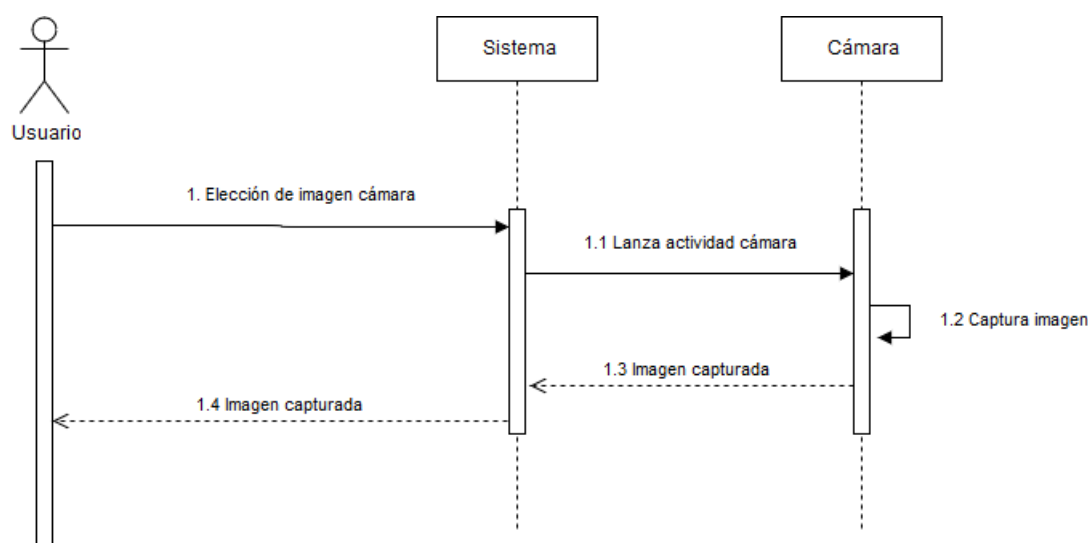 Sistema
Cámara
Usuario
1. Elección de imagen cámara
1.1 Lanza actividad cámara
1.2 Captura imagen
1.3 Imagen capturada
1.4 Imagen capturada